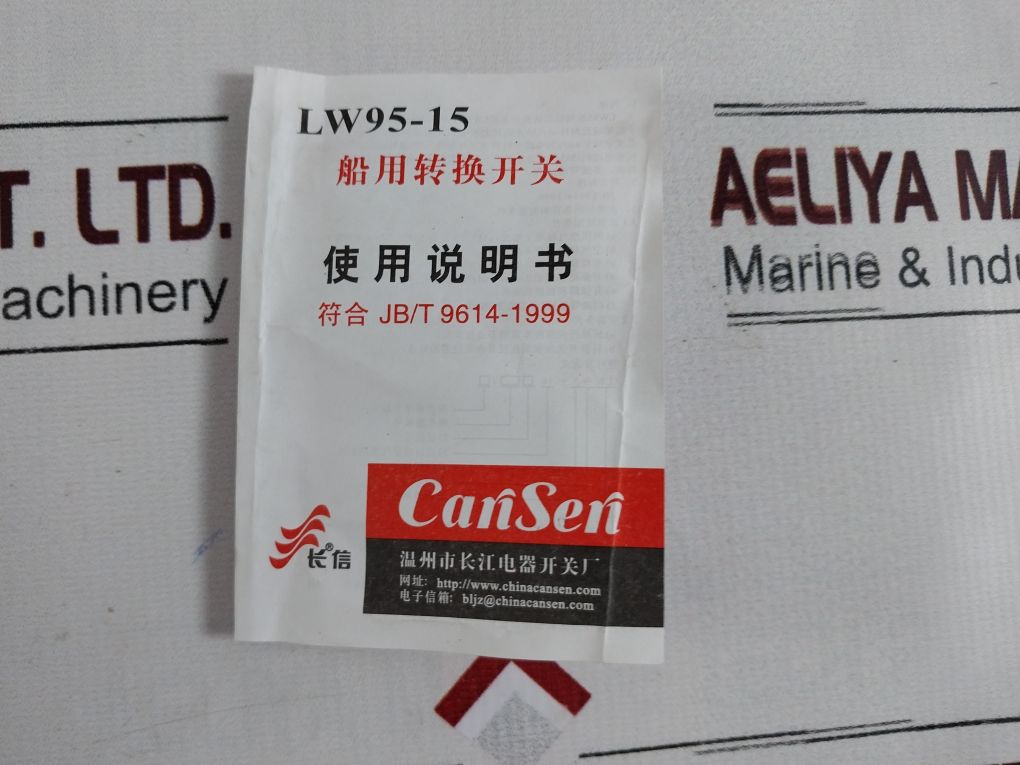 LW95-15
船用转换开关
使用说明书
符合 JB/T 9614-1999
CanSen
长®信
温州市长江电器开关厂
网址: http://www.chinacansen.com
电子信箱: bljz@chinacansen.com
T. LTD.
achinery
AELIYA MA
Marine & Indu